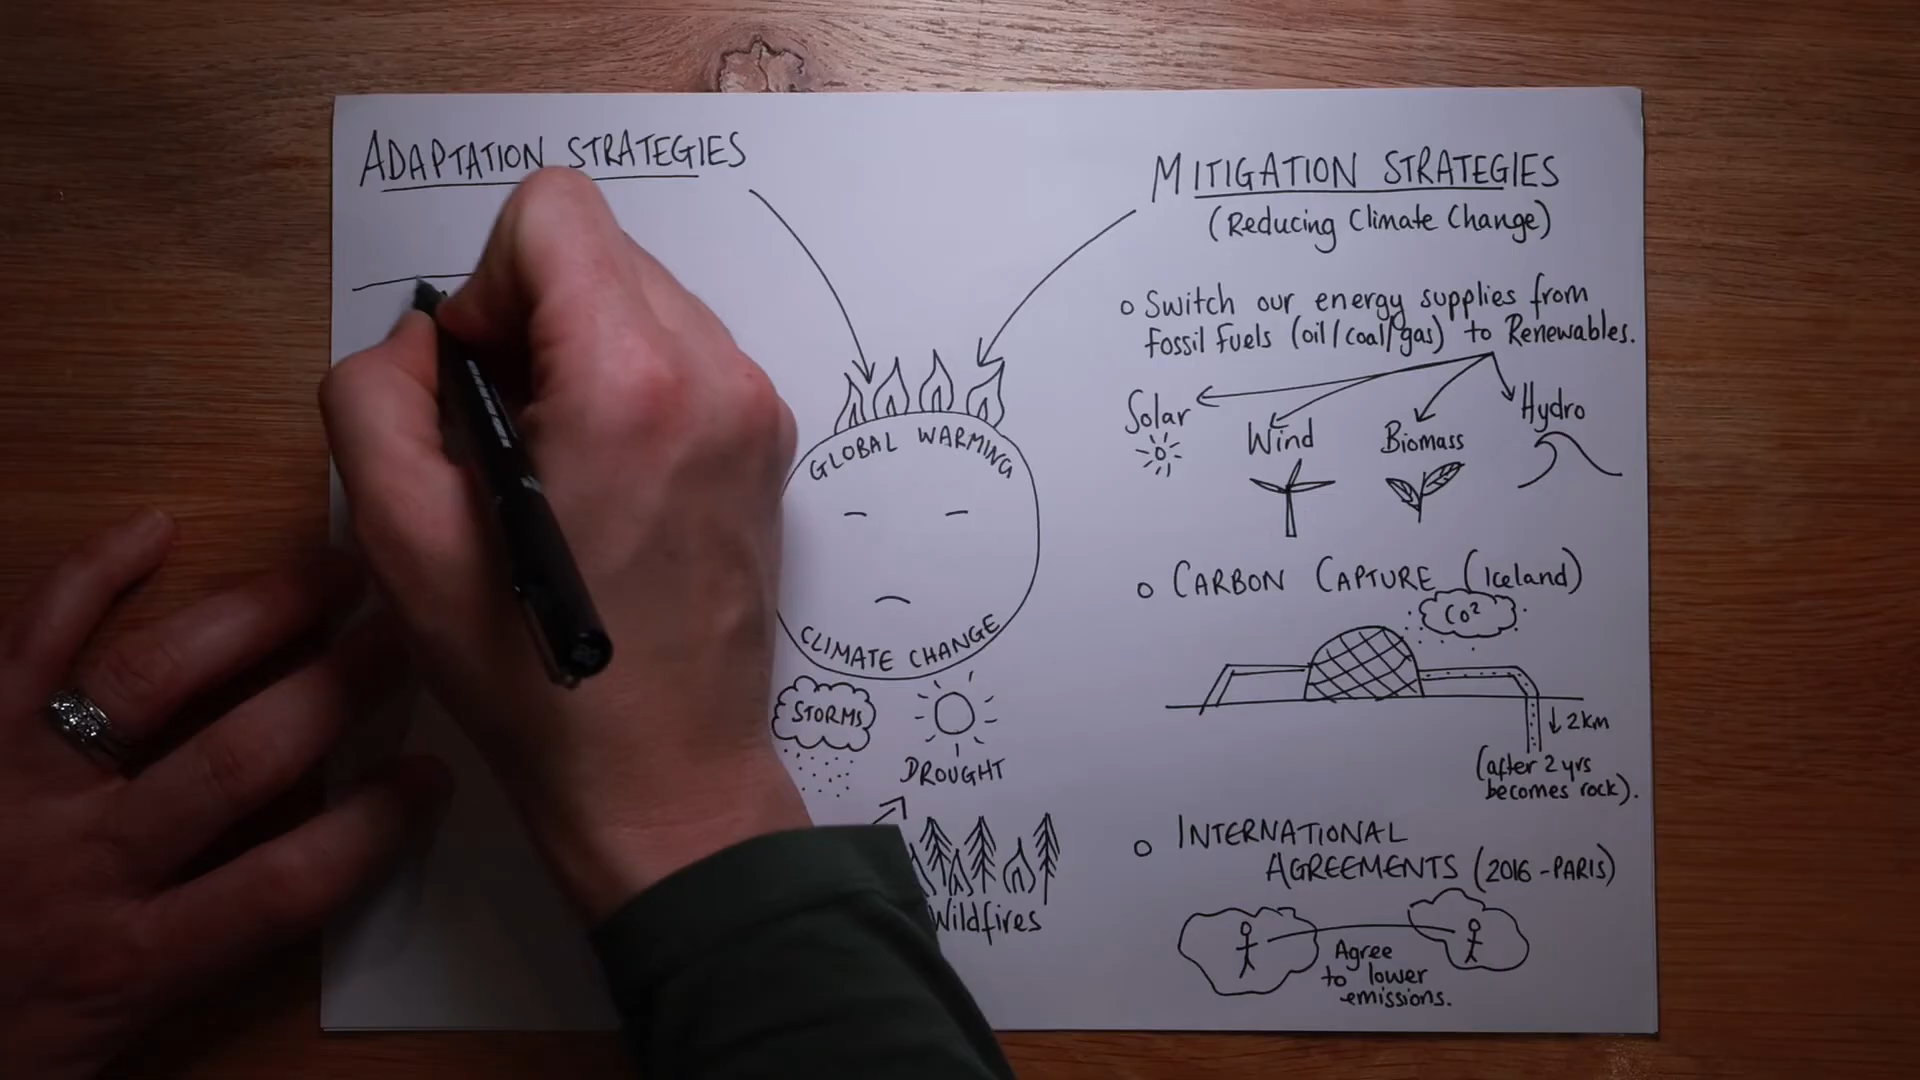 ADAPTATION STRATEGIES
GLOBAL WARMING
CLIMATE CHANGE
STORMS
DROUGHT
Wildfires
MITIGATION STRATEGIES
(Reducing Climate Change)
o Switch our energy supplies from
Fossil Fuels (oil/coal/gas) to Renewables.
Solar
Wind
Biomass
Hydro
o CARBON CAPTURE (Iceland)
CO²
↓ 2km
(after 2 yrs
becomes rock).
o INTERNATIONAL
AGREEMENTS (2016 - PARIS)
Agree
to lower
emissions.